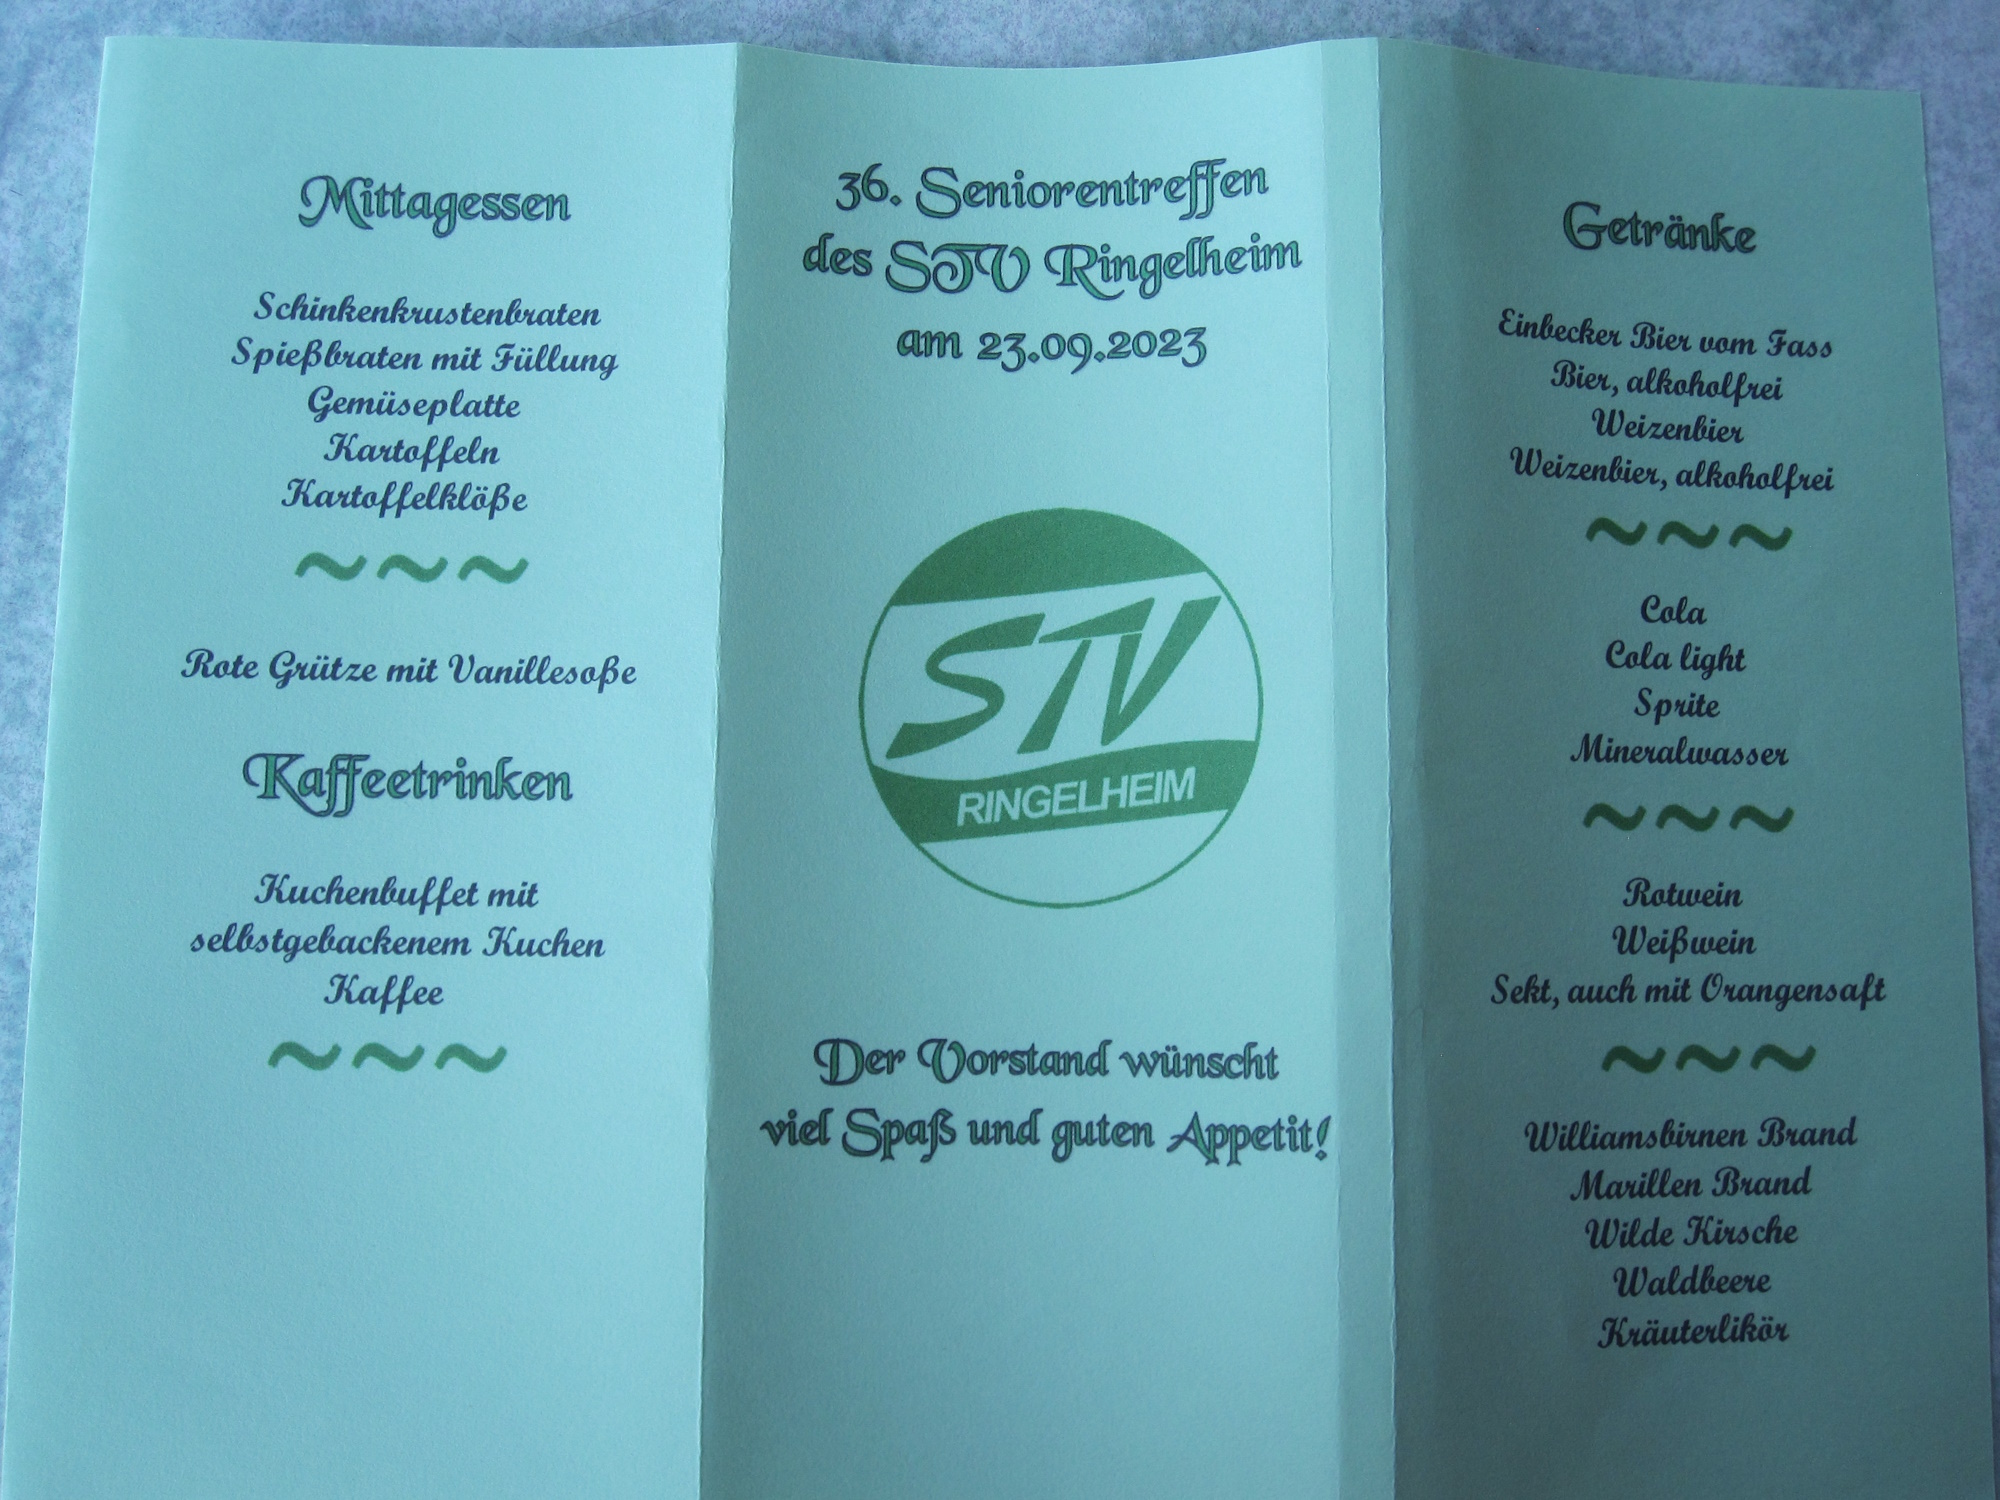 Mittagessen
Schinkenkrustenbraten
Spießbraten mit Füllung
Gemüseplatte
Kartoffeln
Kartoffelklöße
~~~
Rote Grütze mit Vanillesoße
Kaffeetrinken
Kuchenbuffet mit
selbstgebackenem Kuchen
Kaffee
~~~
36. Seniorentreffen
des STV Ringelheim
am 23.09.2023
STV
RINGELHEIM
Der Vorstand wünscht
viel Spaß und guten Appetit!
Getränke
Einbecker Bier vom Fass
Bier, alkoholfrei
Weizenbier
Weizenbier, alkoholfrei
~~~
Cola
Cola light
Sprite
Mineralwasser
~~~
Rotwein
Weißwein
Sekt, auch mit Orangensaft
~~~
Williamsbirnen Brand
Marillen Brand
Wilde Kirsche
Waldbeere
Kräuterlikör